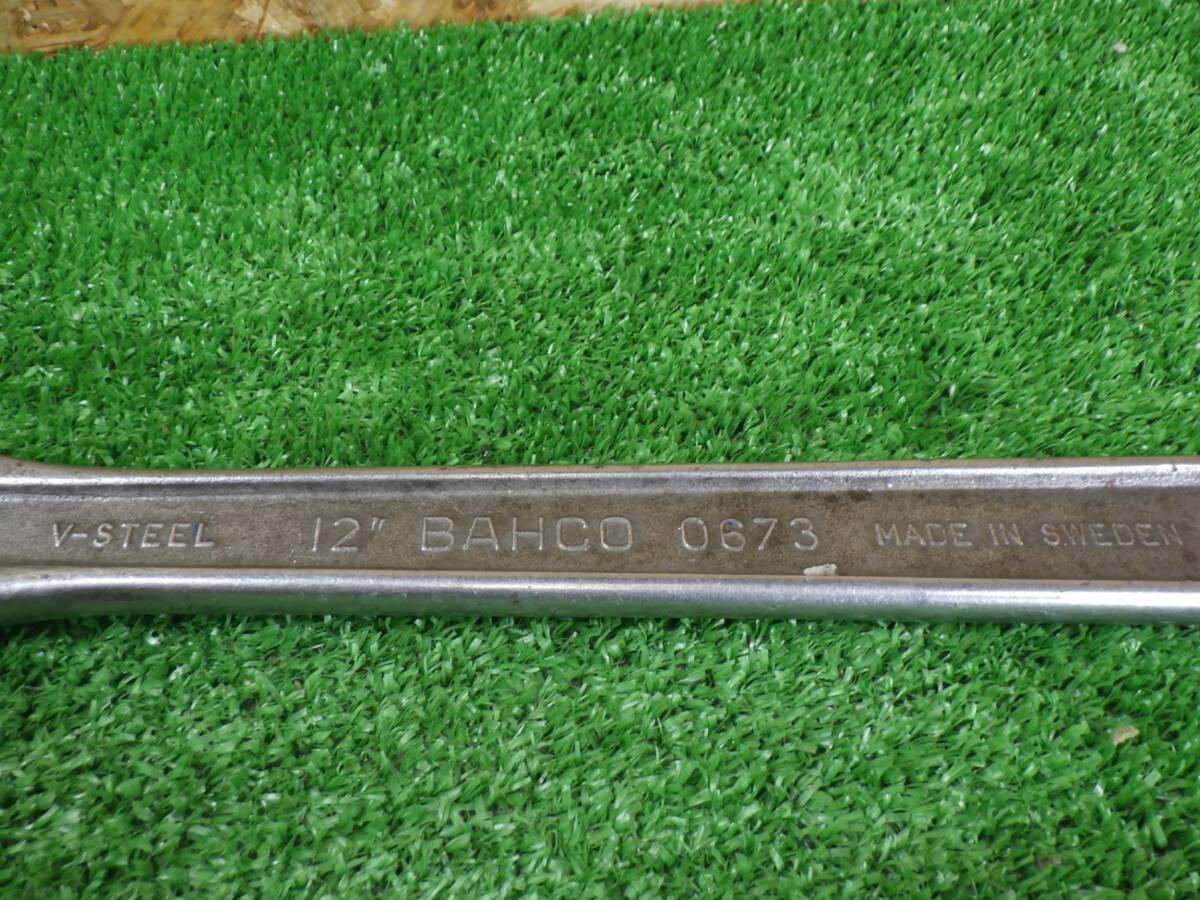 V-STEEL 12" BAHCO 0673 MADE IN SWEDEN